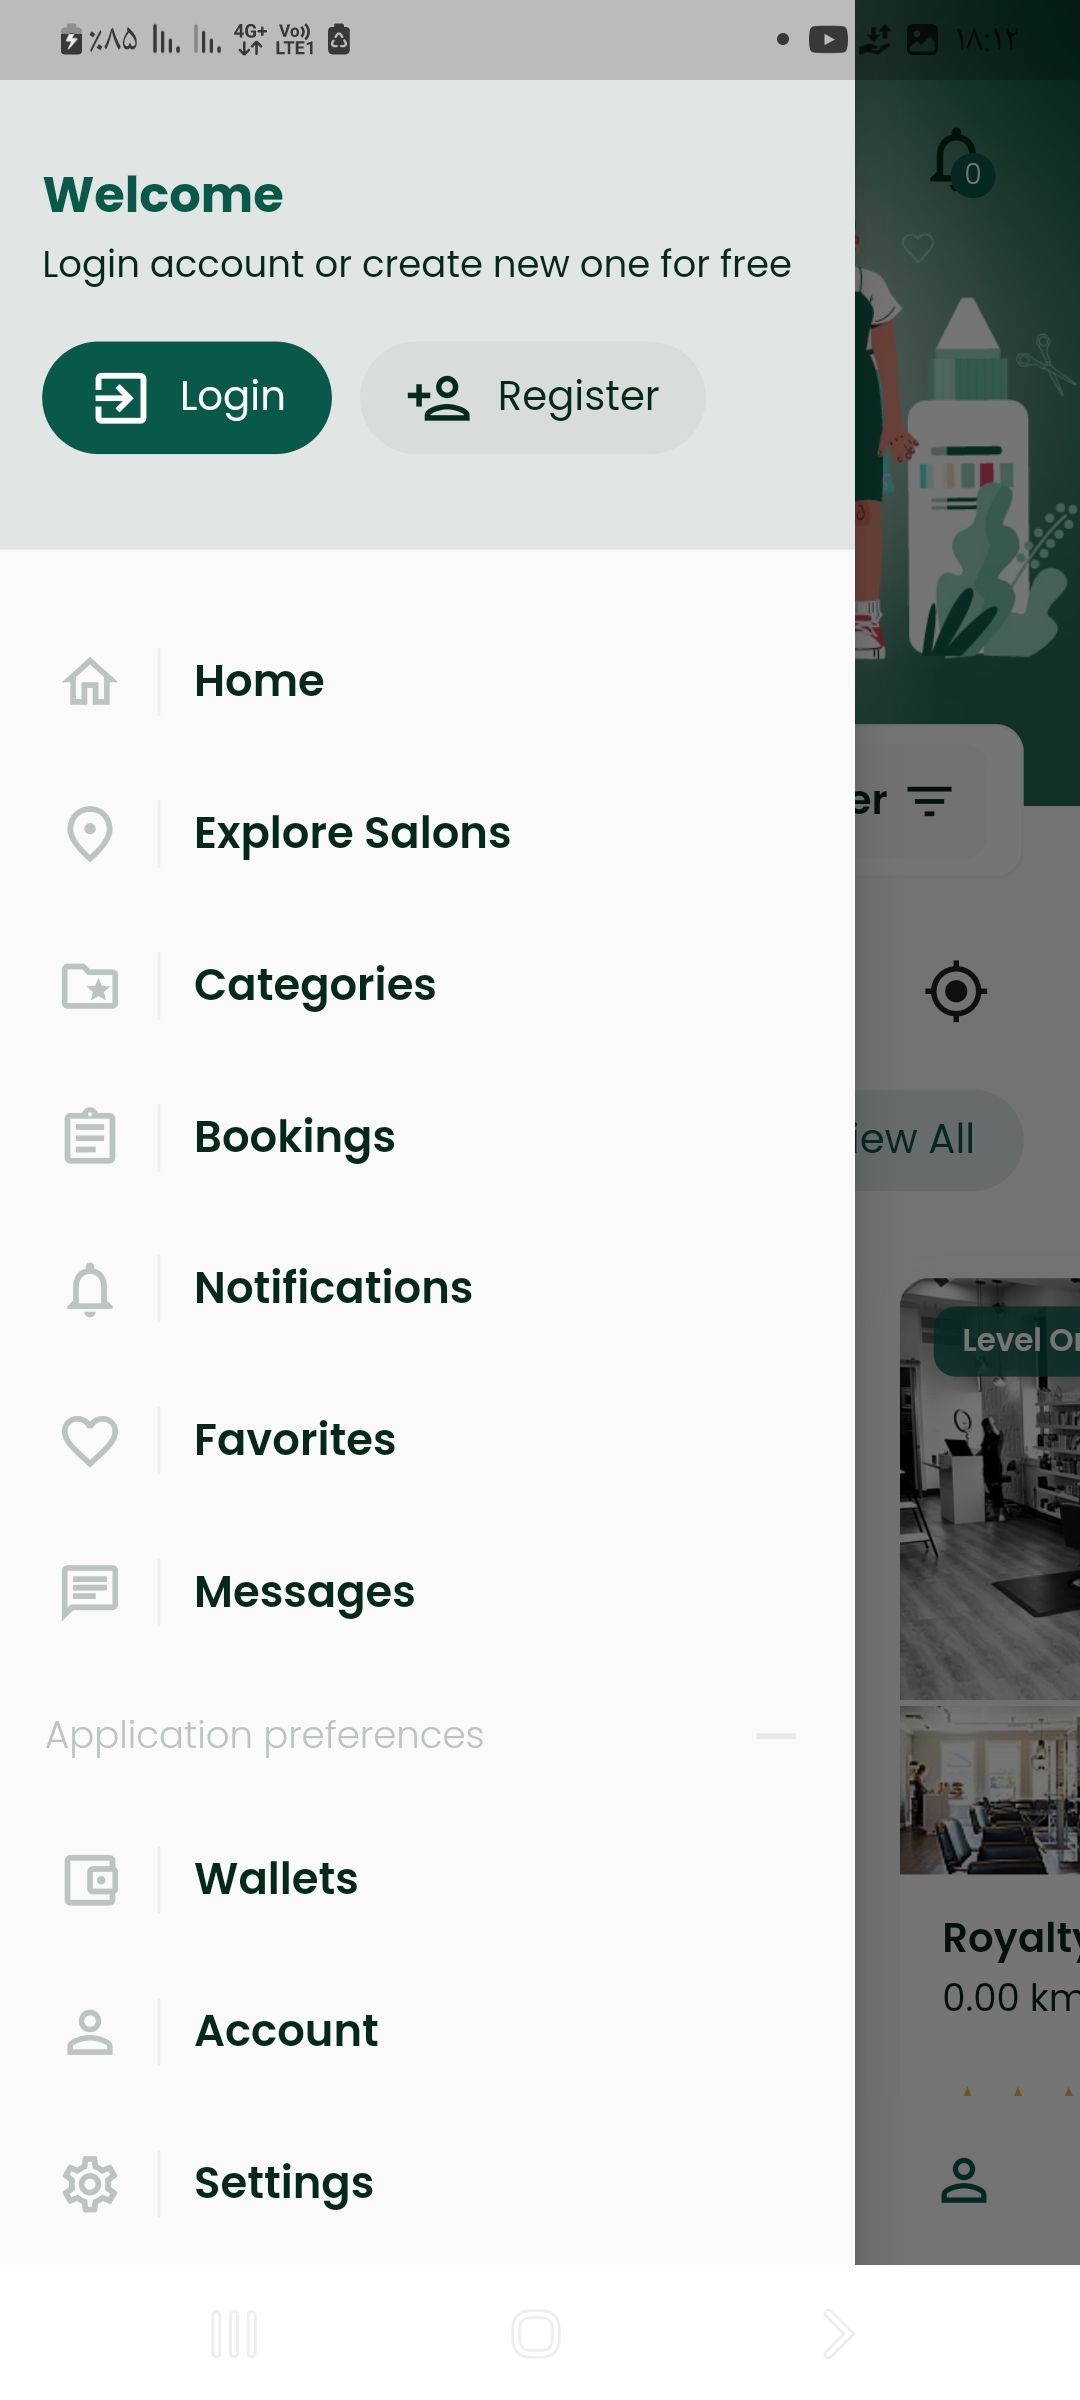 ٪۸۵ 4G+ Vo)) LTE1 ۱۸:۱۲
0
Welcome
Login account or create new one for free
Login Register
Home
er
Explore Salons
Categories
Bookings
iew All
Notifications
Level
Favorites
Messages
Application preferences
Wallets
Royalty
0.00 km
Account
Settings